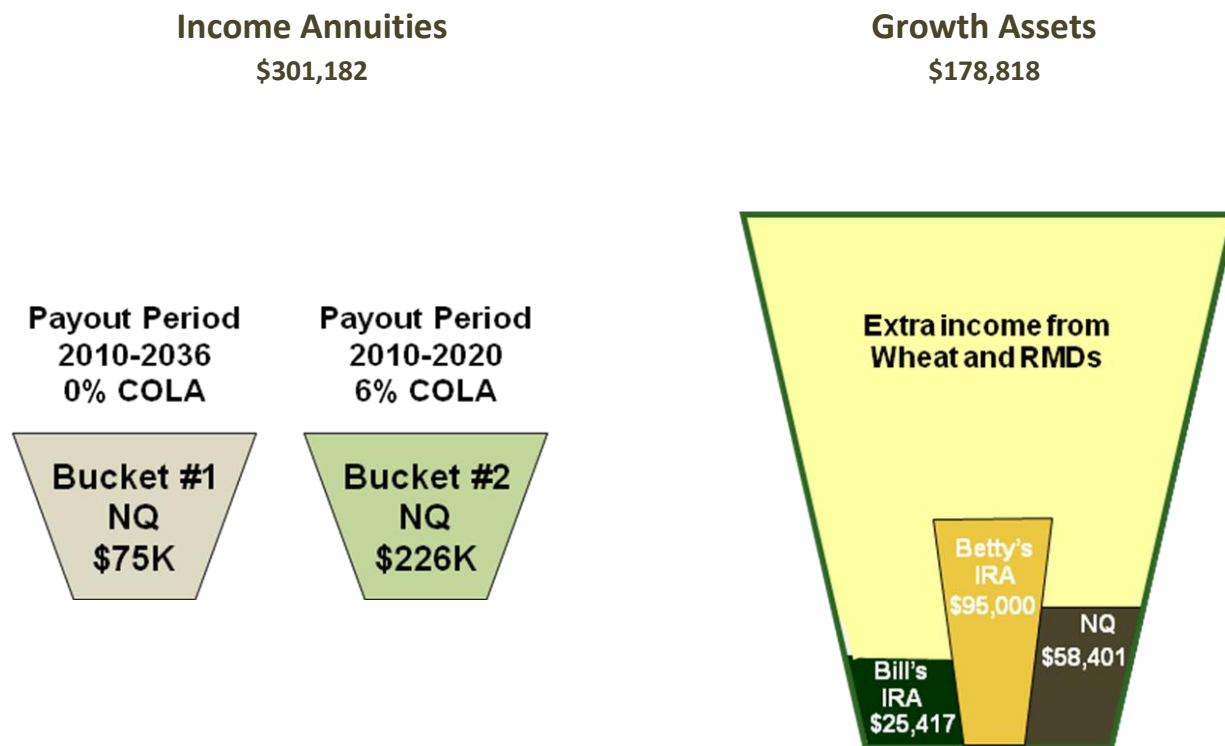 Income Annuities
$301,182
Growth Assets
$178,818
Payout Period
2010-2036
0% COLA
Payout Period
2010-2020
6% COLA
Bucket #1
NQ
$75K
Bucket #2
NQ
$226K
Extra income from
Wheat and RMDs
Betty's
IRA
$95,000
NQ
$58,401
Bill's
IRA
$25,417